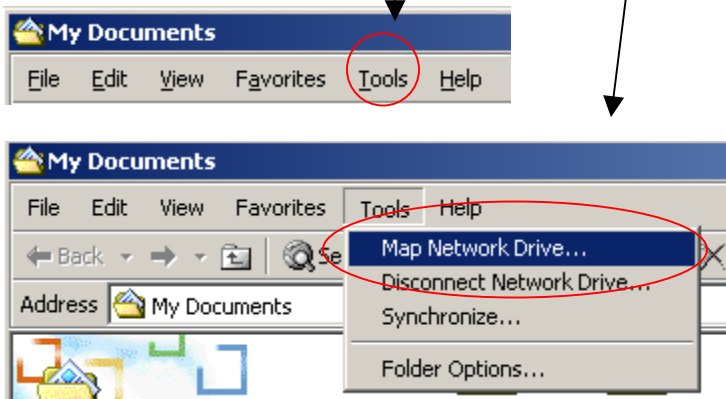 My Documents
File Edit View Favorites Tools Help
My Documents
File Edit View Favorites Tools Help
Back Se
Map Network Drive...
Disconnect Network Drive...
Address My Documents
Synchronize...
Folder Options...